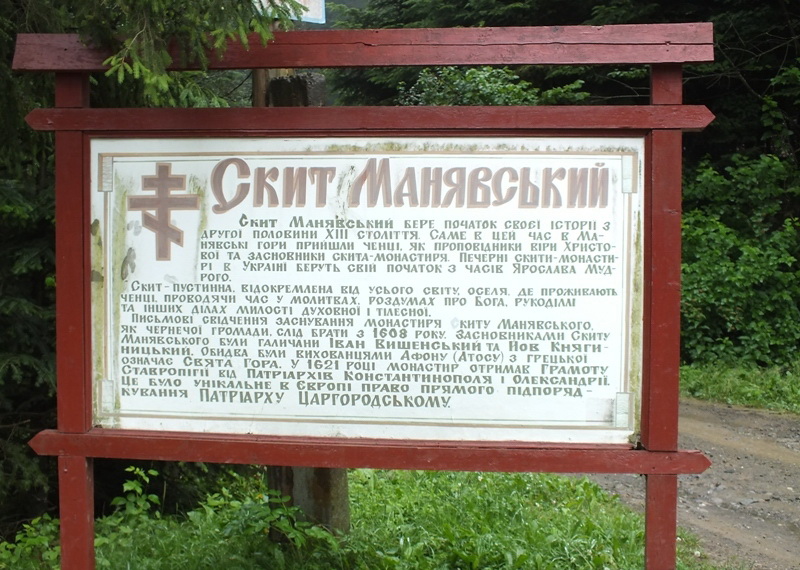 Скит Манявський
Скит Манявський бере початок своєї історії з
другої половини XIII століття. Саме в цей час в Ма-
нявські гори прийшли ченці, як проповідники віри Христо-
вої та засновники скита-монастиря. Печерні скити-монасти-
рі в Україні беруть свій початок з часів Ярослава Муд-
рого.
Скит-пустинна, відокремлена від усього світу, оселя, де проживають
ченці, проводячи час у молитвах, роздумах про Бога, рукоділлі
та інших ділах милості духовної і тілесної.
Письмові свідчення заснування монастиря Скиту Манявського,
як чернечої громади, слід брати з 1608 року. Засновниками Скиту
Манявського були галичани Іван Вишенський та Йов Княги-
ницький. Обидва були вихованцями Афону (Атосу) з грецької
означає Свята Гора. У 1621 році монастир отримав Грамоту
Ставропігії від Патріархів Константинополя і Олександрії.
Це було унікальне в Європі право прямого підпоряд-
кування Патріарху Царгородському.